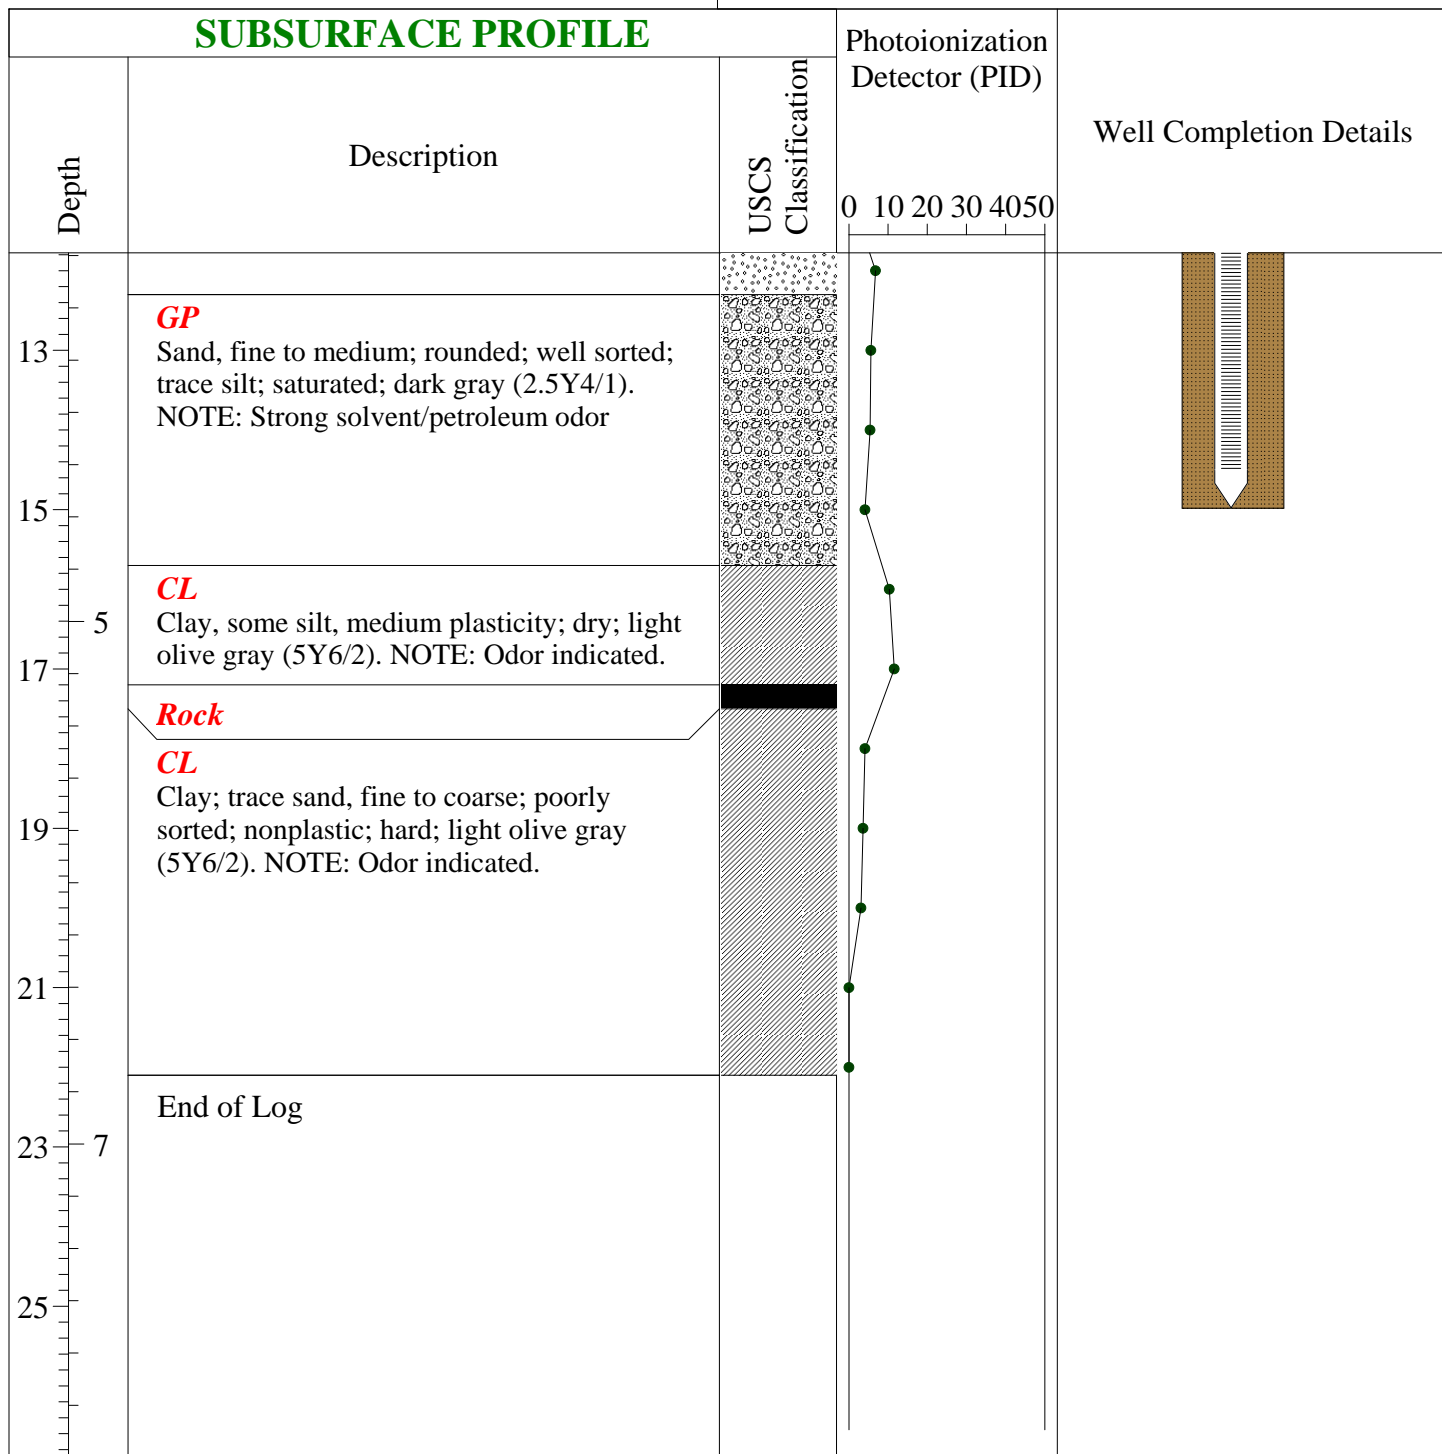 SUBSURFACE PROFILE
Photoionization
Detector (PID)
Well Completion Details
Depth
Description
USCS
Classification
0 10 20 30 40 50
GP
Sand, fine to medium; rounded; well sorted;
trace silt; saturated; dark gray (2.5Y4/1).
NOTE: Strong solvent/petroleum odor
13
15
CL
Clay, some silt, medium plasticity; dry; light
olive gray (5Y6/2). NOTE: Odor indicated.
5
17
Rock
CL
Clay; trace sand, fine to coarse; poorly
sorted; nonplastic; hard; light olive gray
(5Y6/2). NOTE: Odor indicated.
19
21
End of Log
23
7
25